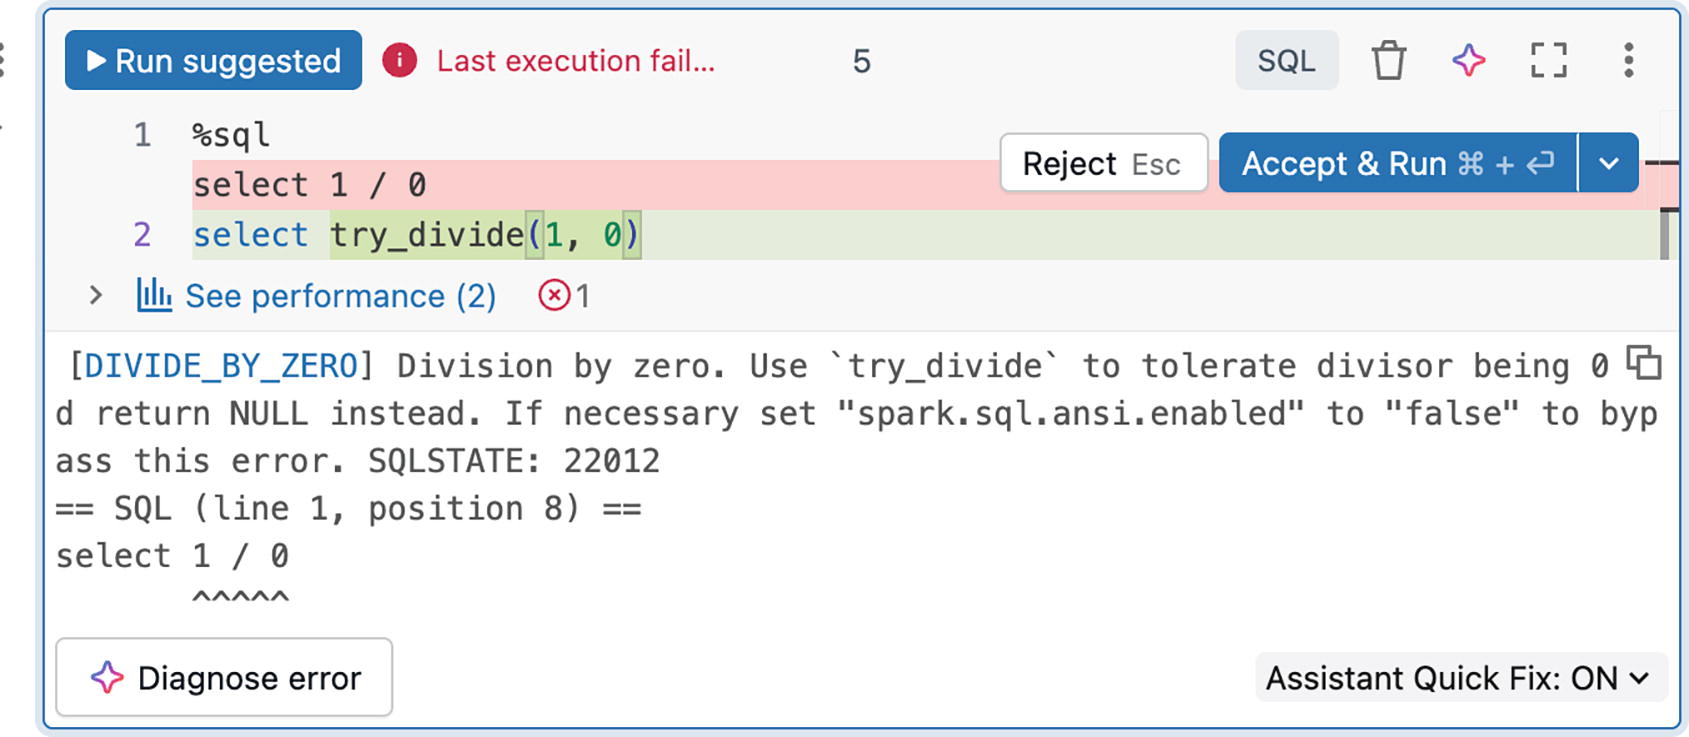 Run suggested Last execution fail... 5 SQL
1 %sql
Reject Esc Accept & Run ⌘ + ↵
select 1 / 0
2 select try_divide(1, 0)
See performance (2) 1
[DIVIDE_BY_ZERO] Division by zero. Use `try_divide` to tolerate divisor being 0
d return NULL instead. If necessary set "spark.sql.ansi.enabled" to "false" to byp
ass this error. SQLSTATE: 22012
== SQL (line 1, position 8) ==
select 1 / 0
^^^^^
Diagnose error Assistant Quick Fix: ON